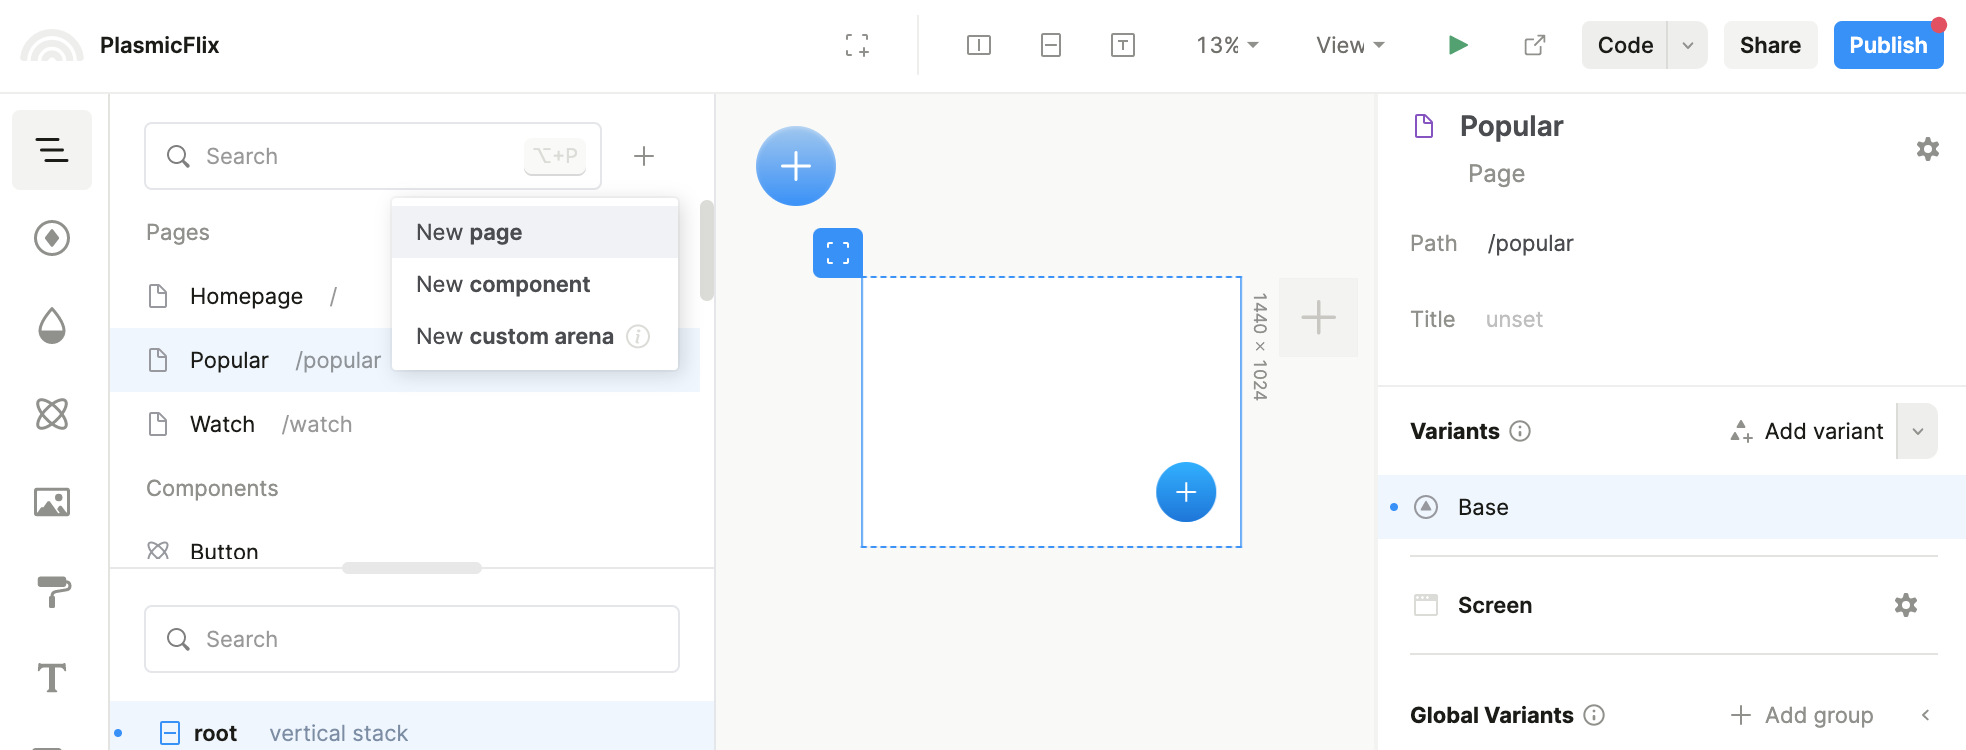 PlasmicFlix
13%
View
Code
Share
Publish
Search
⌥+P
New page
New component
New custom arena
Pages
Homepage /
Popular /popular
Watch /watch
Components
Button
Search
root vertical stack
1440 × 1024
Popular
Page
Path /popular
Title unset
Variants
Add variant
Base
Screen
Global Variants
Add group